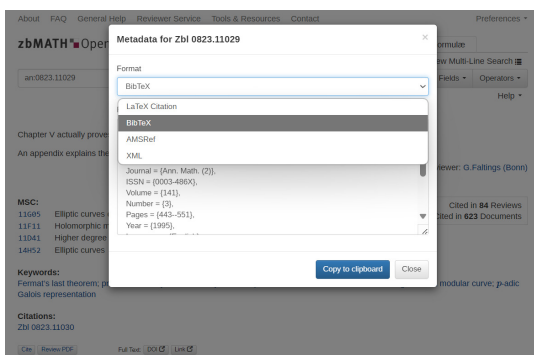 About FAQ General Help Reviewer Service Tools & Resources Contact Preferences
zbMATH Oper
Metadata for Zbl 0823.11029 ×
ormulæ
ew Multi-Line Search
an:0823.11029
Format
Fields Operators
BibTeX
Help
LaTeX Citation
BibTeX
AMSRef
XML
Chapter V actually prove
An appendix explains the
viewer: G.Faltings (Bonn)
Journal = {Ann. Math. (2)},
ISSN = {0003-486X},
Volume = {141},
Number = {3},
Pages = {443--551},
Year = {1995},
MSC:
11G05 Elliptic curves
11F11 Holomorphic m
11D41 Higher degree
14H52 Elliptic curves
Cited in 84 Reviews
Cited in 623 Documents
Copy to clipboard Close
Keywords:
Fermat's last theorem; p modular curve; p-adic
Galois representation
Citations:
Zbl 0823.11030
Cite Review PDF Full Text: DOI Link